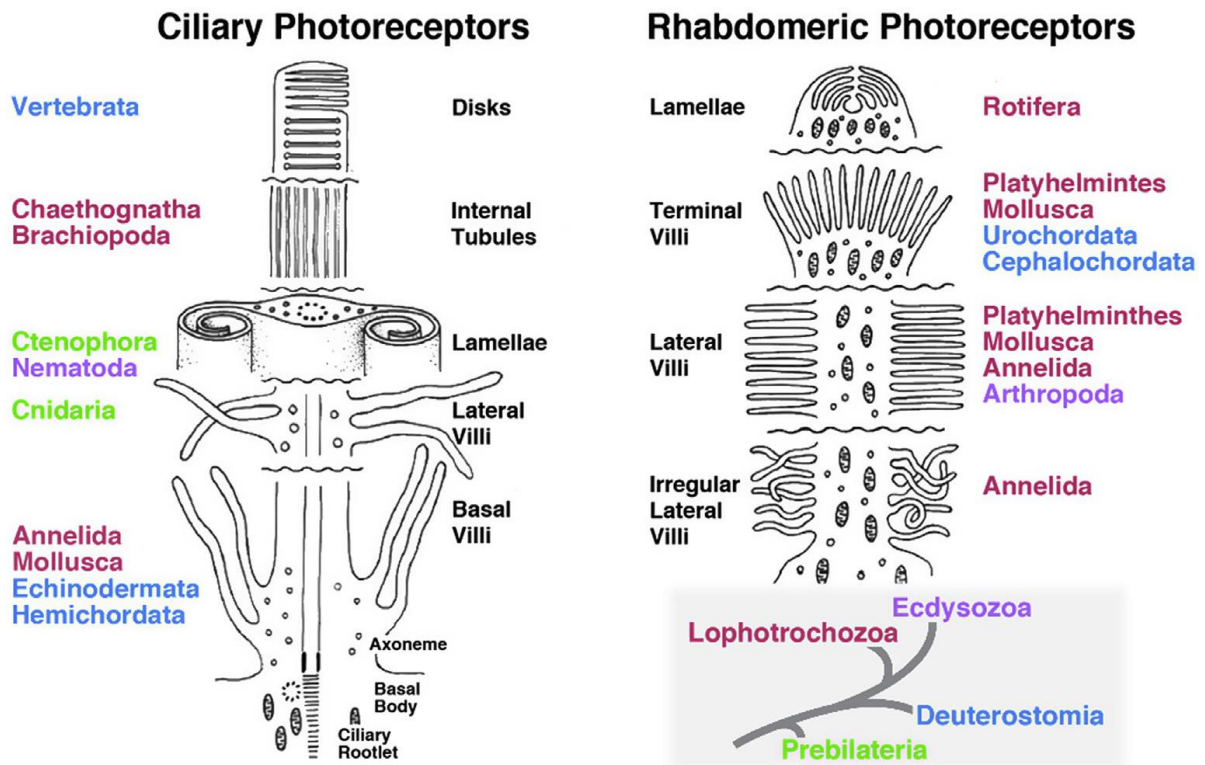 Ciliary Photoreceptors
Vertebrata
Disks
Chaethognatha
Brachiopoda
Internal
Tubules
Ctenophora
Nematoda
Lamellae
Cnidaria
Lateral
Villi
Basal
Villi
Annelida
Mollusca
Echinodermata
Hemichordata
Axoneme
Basal
Body
Ciliary
Rootlet
Rhabdomeric Photoreceptors
Lamellae
Rotifera
Terminal
Villi
Platyhelmintes
Mollusca
Urochordata
Cephalochordata
Lateral
Villi
Platyhelminthes
Mollusca
Annelida
Arthropoda
Irregular
Lateral
Villi
Annelida
Ecdysozoa
Lophotrochozoa
Deuterostomia
Prebilateria